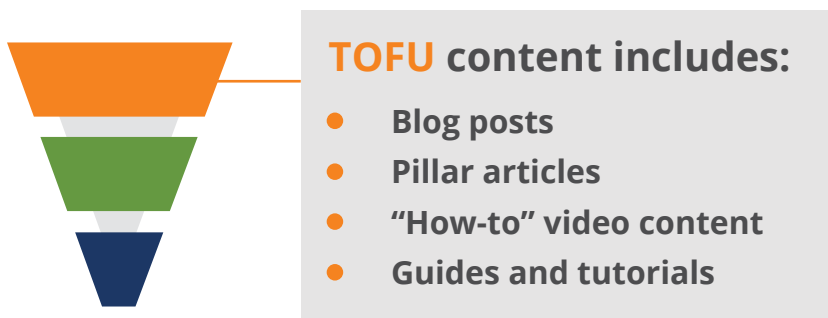 TOFU content includes:
Blog posts
Pillar articles
“How-to” video content
Guides and tutorials